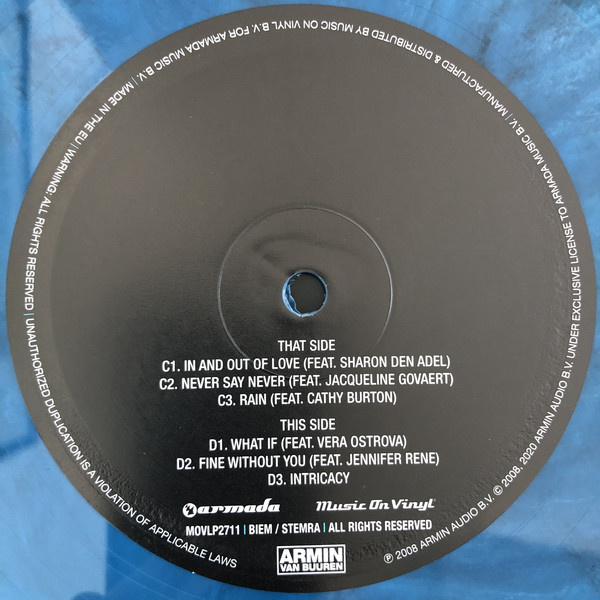 THAT SIDE
C1. IN AND OUT OF LOVE (FEAT. SHARON DEN ADEL)
C2. NEVER SAY NEVER (FEAT. JACQUELINE GOVAERT)
C3. RAIN (FEAT. CATHY BURTON)
THIS SIDE
D1. WHAT IF (FEAT. VERA OSTROVA)
D2. FINE WITHOUT YOU (FEAT. JENNIFER RENE)
D3. INTRICACY
armada Music On Vinyl
MOVLP2711 | BIEM / STEMRA | ALL RIGHTS RESERVED
ARMIN
VAN BUUREN
℗ 2008 ARMIN AUDIO B.V. © 2008, 2020 ARMIN AUDIO B.V. UNDER EXCLUSIVE LICENSE TO ARMADA MUSIC B.V. | MANUFACTURED & DISTRIBUTED BY MUSIC ON VINYL B.V. FOR ARMADA MUSIC B.V. | MADE IN THE EU | WARNING: ALL RIGHTS RESERVED | UNAUTHORIZED DUPLICATION IS A VIOLATION OF APPLICABLE LAWS